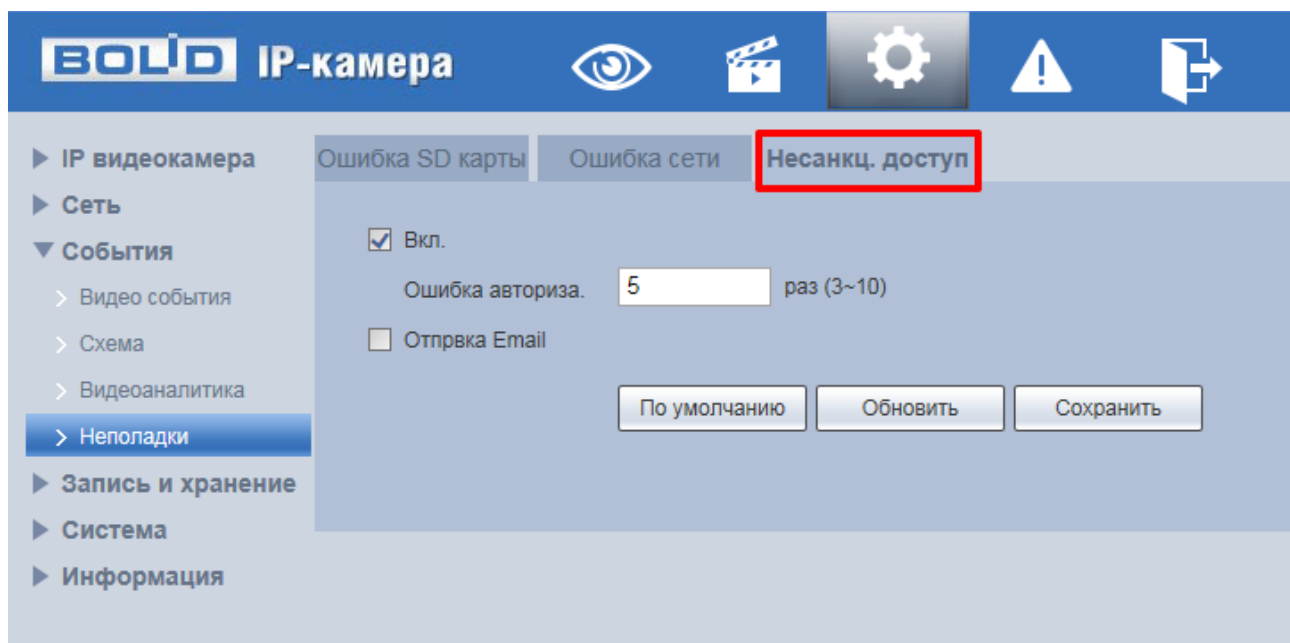 BOLID IP-камера
IP видеокамера
Сеть
События
Видео события
Схема
Видеоаналитика
Неполадки
Запись и хранение
Система
Информация
Ошибка SD карты Ошибка сети Несанкц. доступ
Вкл.
Ошибка авториза. 5 раз (3~10)
Отпрвка Email
По умолчанию Обновить Сохранить